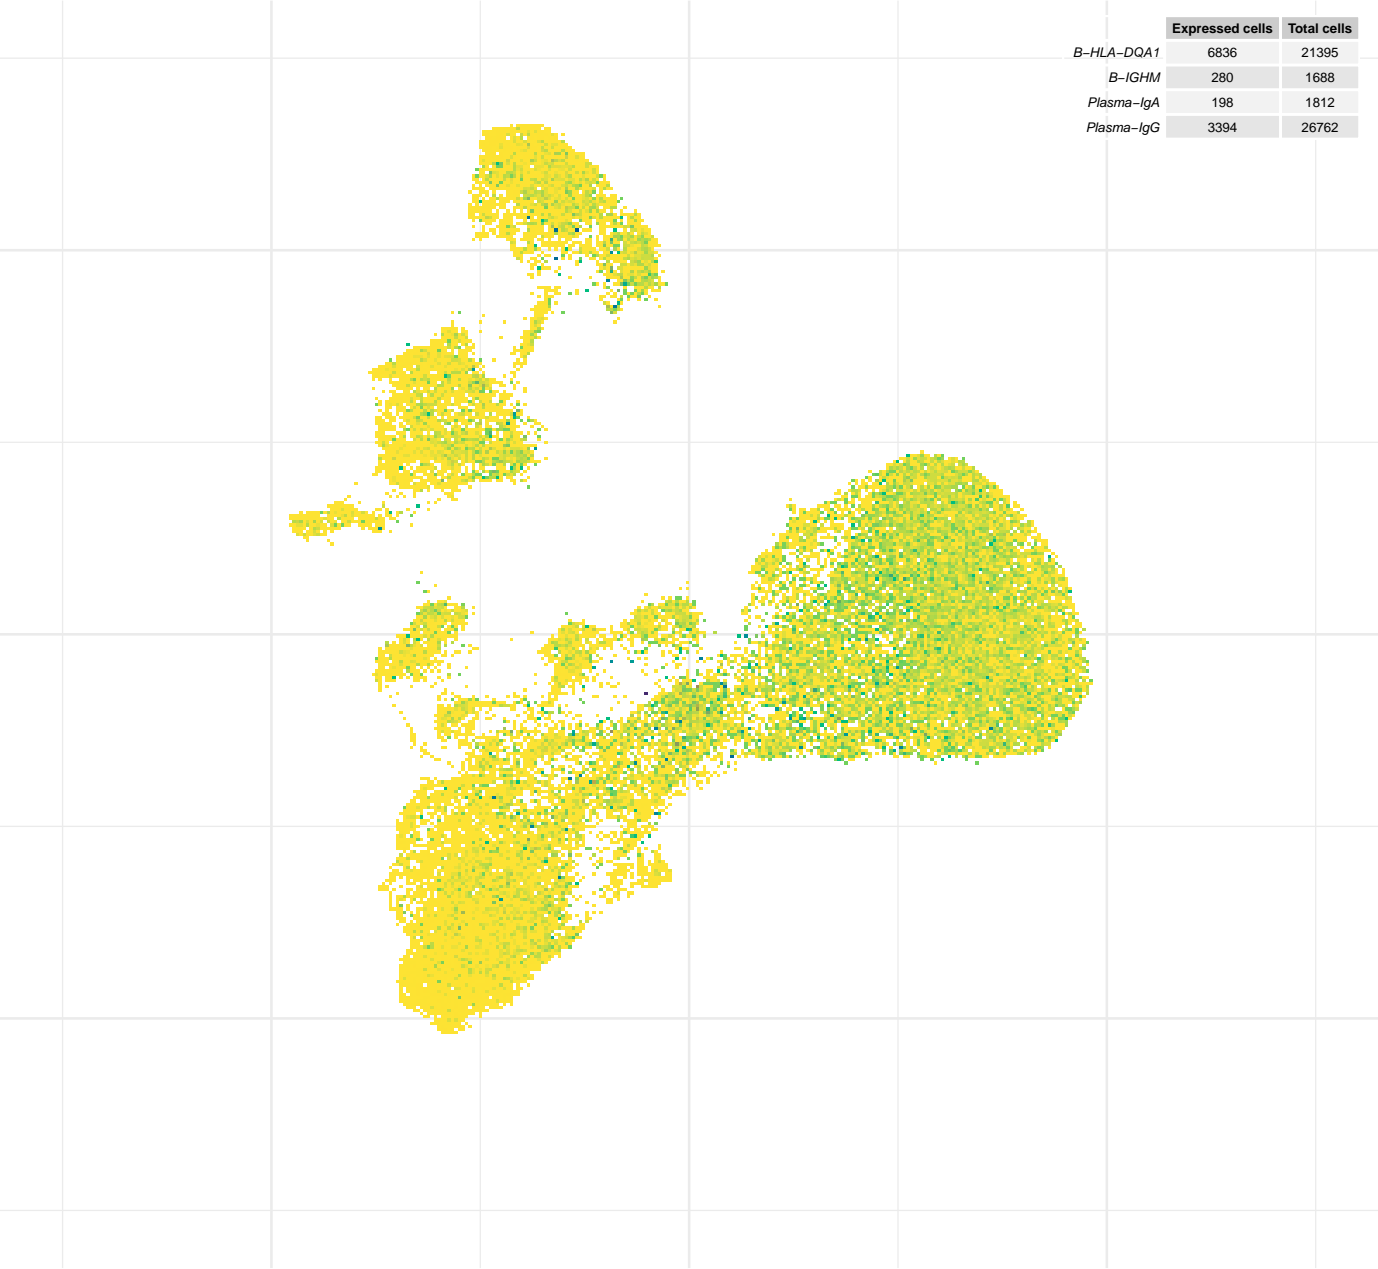 Expressed cells Total cells
B−HLA−DQA1 6836 21395
B−IGHM 280 1688
Plasma−IgA 198 1812
Plasma−IgG 3394 26762